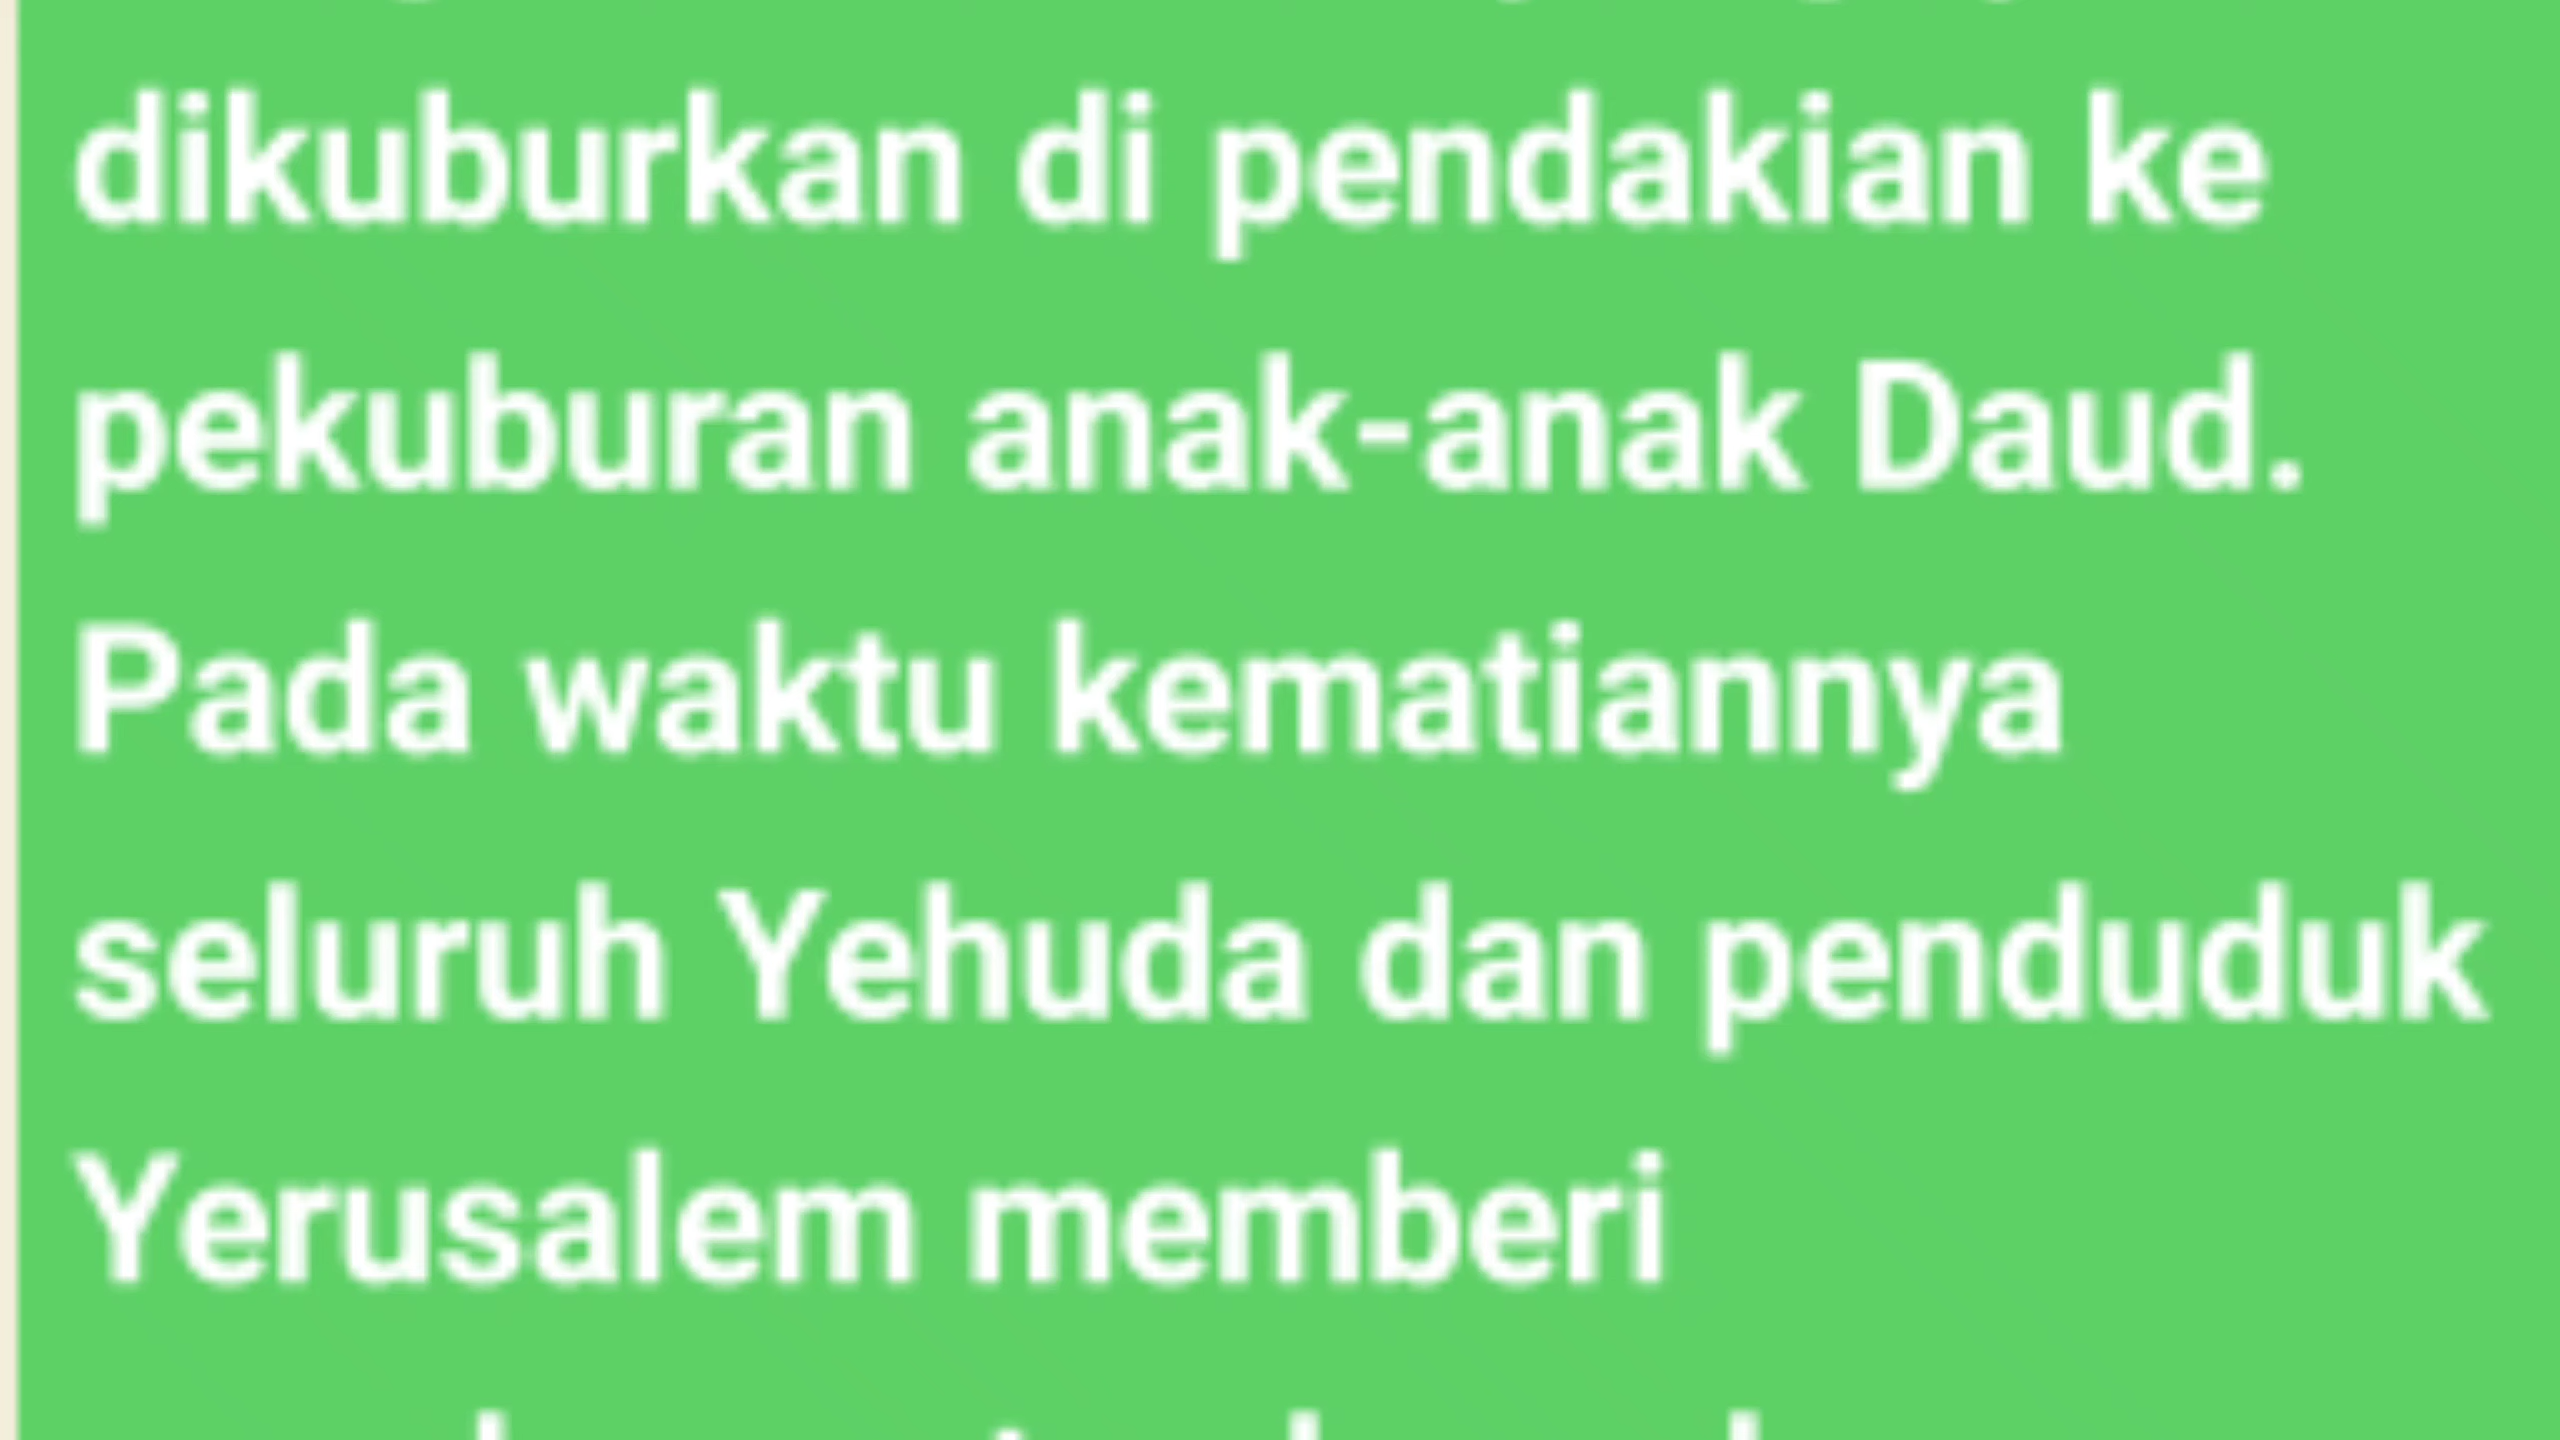 dikuburkan di pendakian ke
pekuburan anak-anak Daud.
Pada waktu kematiannya
seluruh Yehuda dan penduduk
Yerusalem memberi